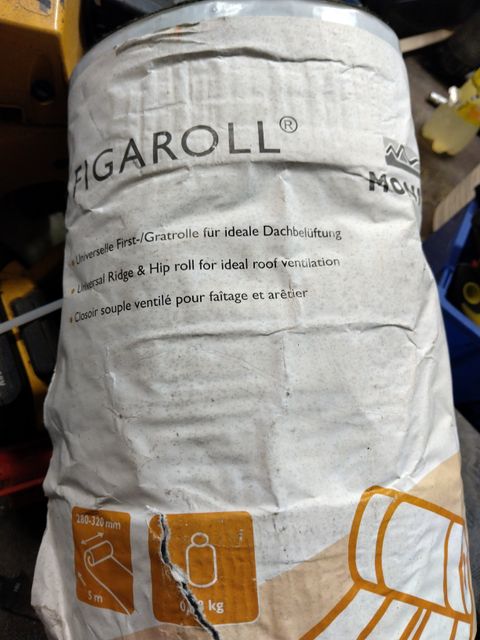 FIGAROLL®
• Universelle First-/Gratrolle für ideale Dachbelüftung
• Universal Ridge & Hip roll for ideal roof ventilation
• Closoir souple ventilé pour faîtage et arêtier
280-320 mm
5 m